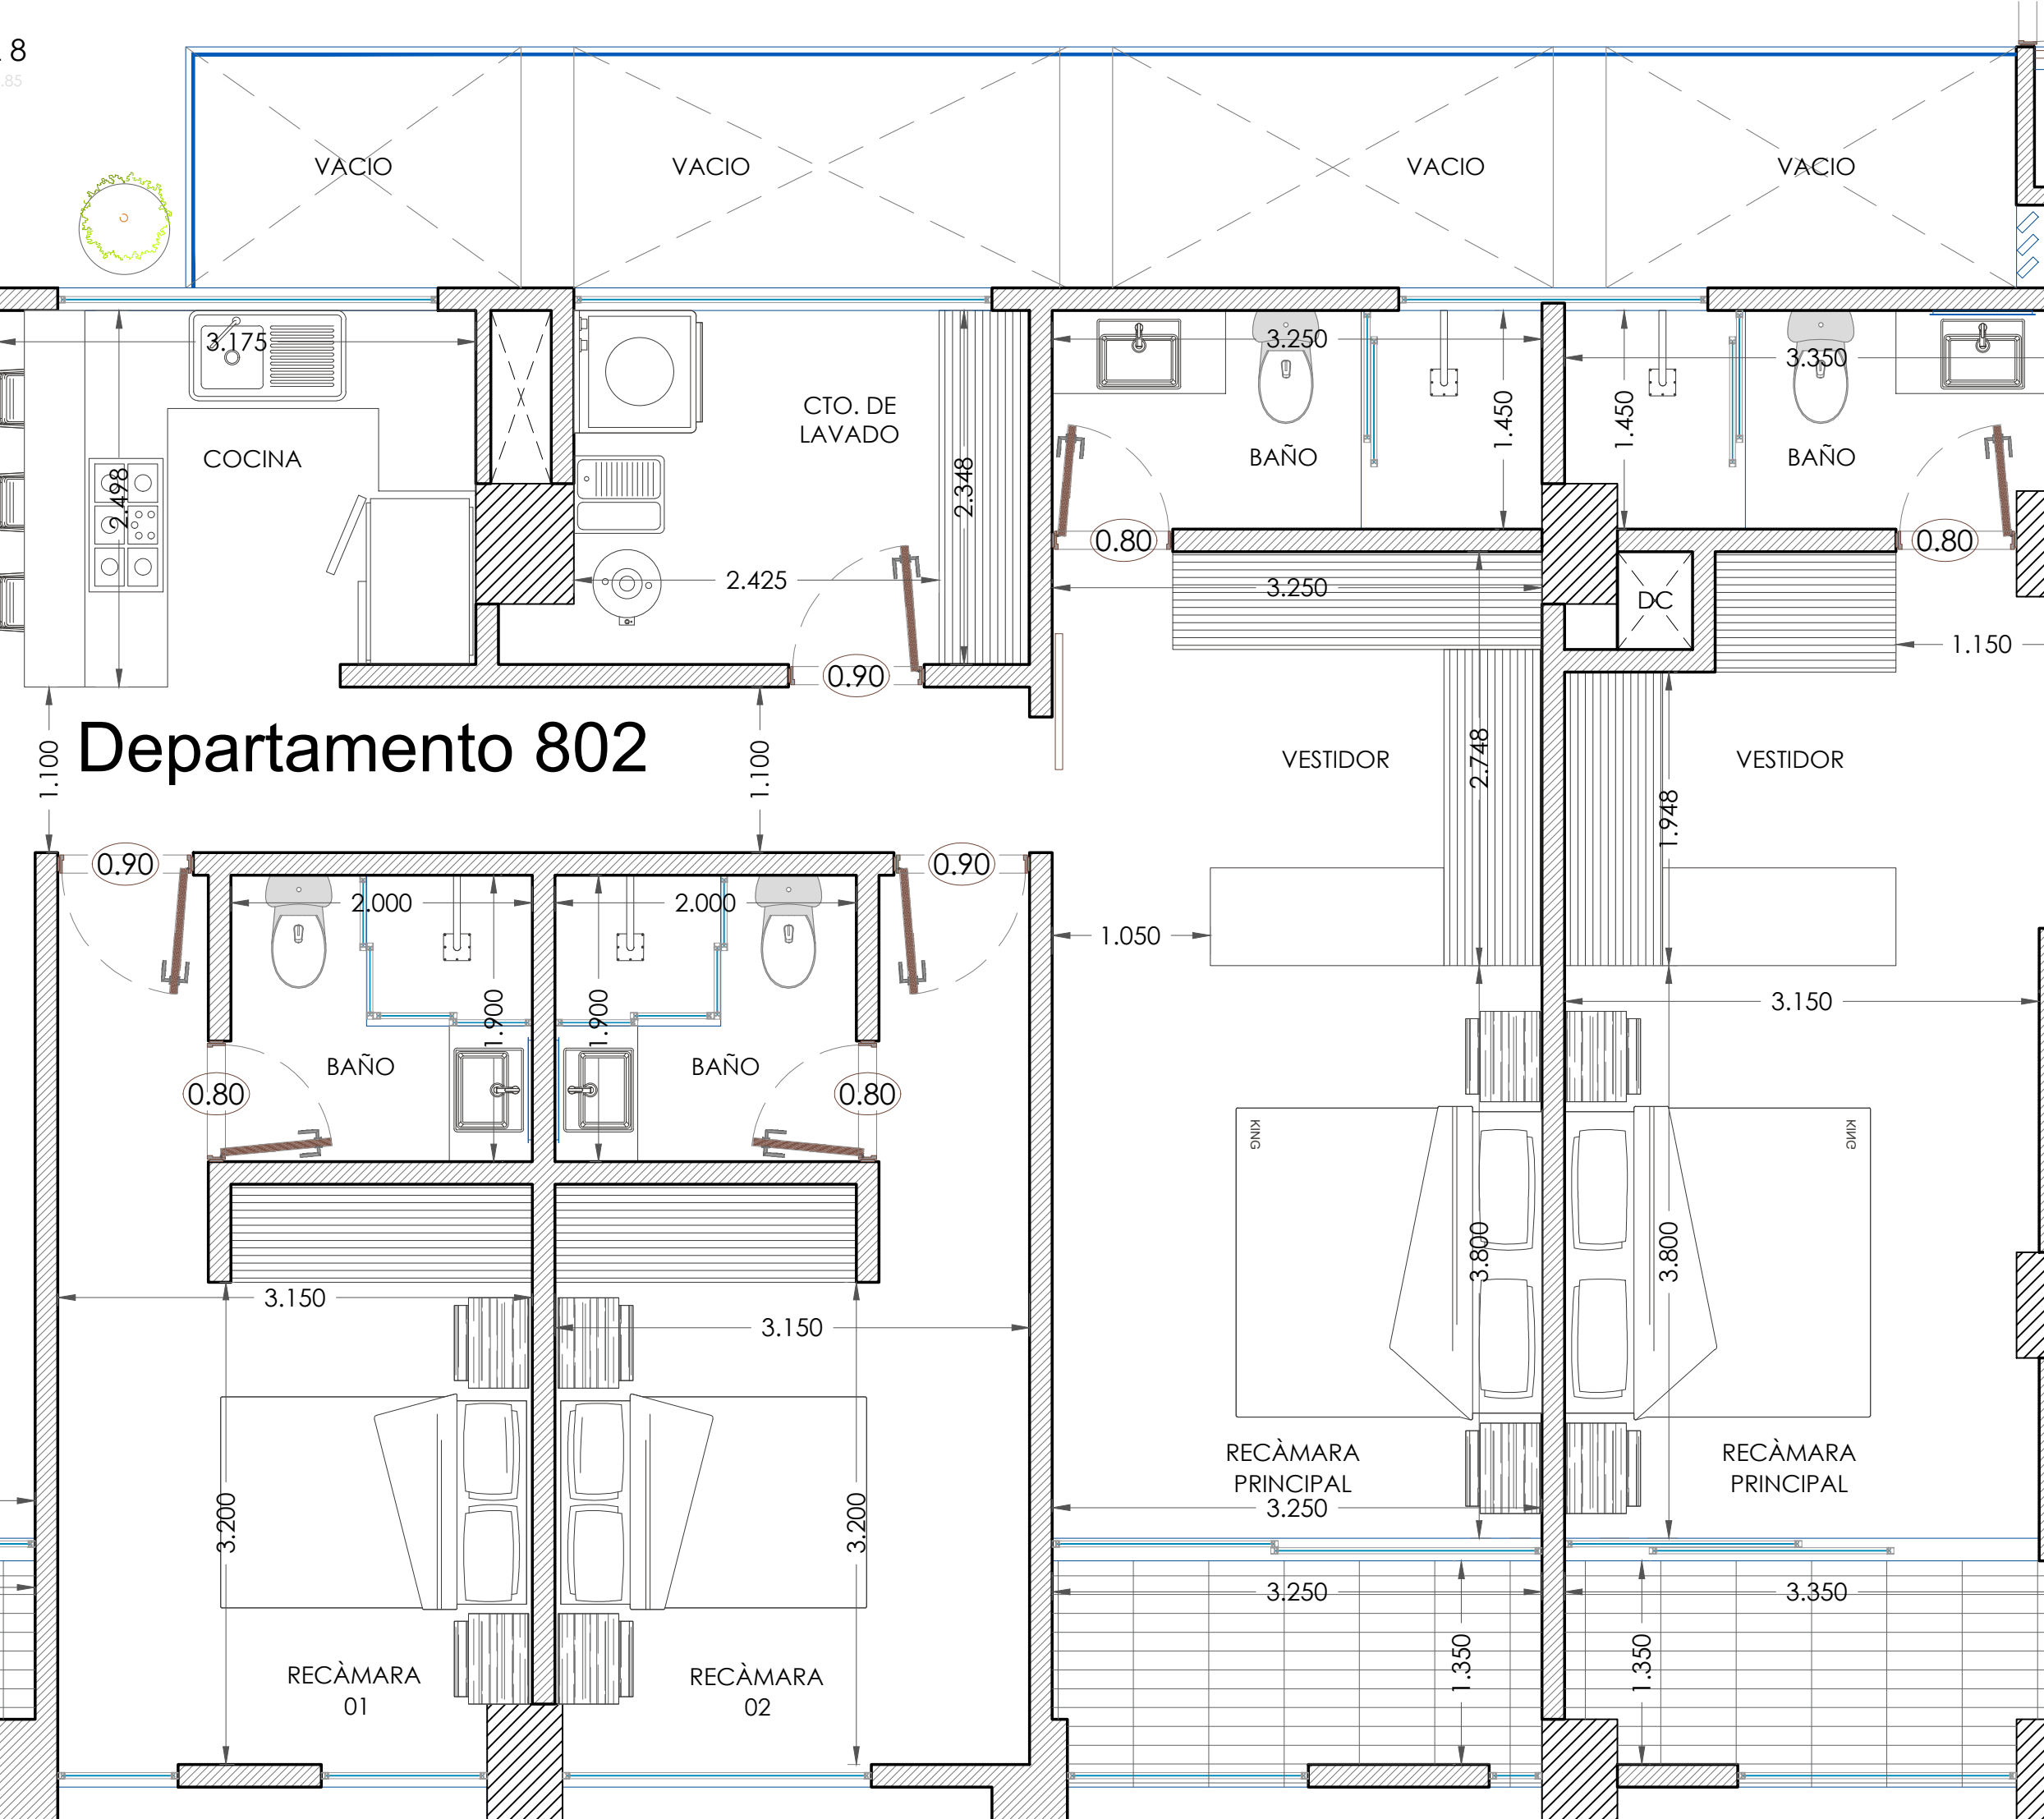 8
.85
VACIO
VACIO
VACIO
VACIO
3.175
3.250
3.350
COCINA
2.498
CTO. DE
LAVADO
2.348
1.450
1.450
BAÑO
BAÑO
0.80
0.80
2.425
3.250
DC
1.150
0.90
Departamento 802
1.100
1.100
VESTIDOR
2.748
VESTIDOR
1.948
0.90
0.90
2.000
2.000
1.050
1.900
1.900
3.150
BAÑO
BAÑO
0.80
0.80
KING
KING
3.800
3.800
3.150
3.150
RECÀMARA
PRINCIPAL
RECÀMARA
PRINCIPAL
3.250
3.200
3.200
3.250
3.350
1.350
1.350
RECÀMARA
01
RECÀMARA
02